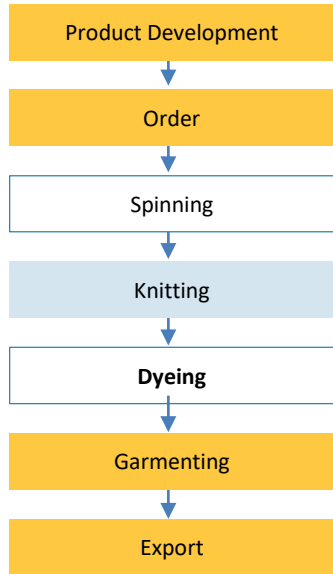 Product Development
Order
Spinning
Knitting
Dyeing
Garmenting
Export